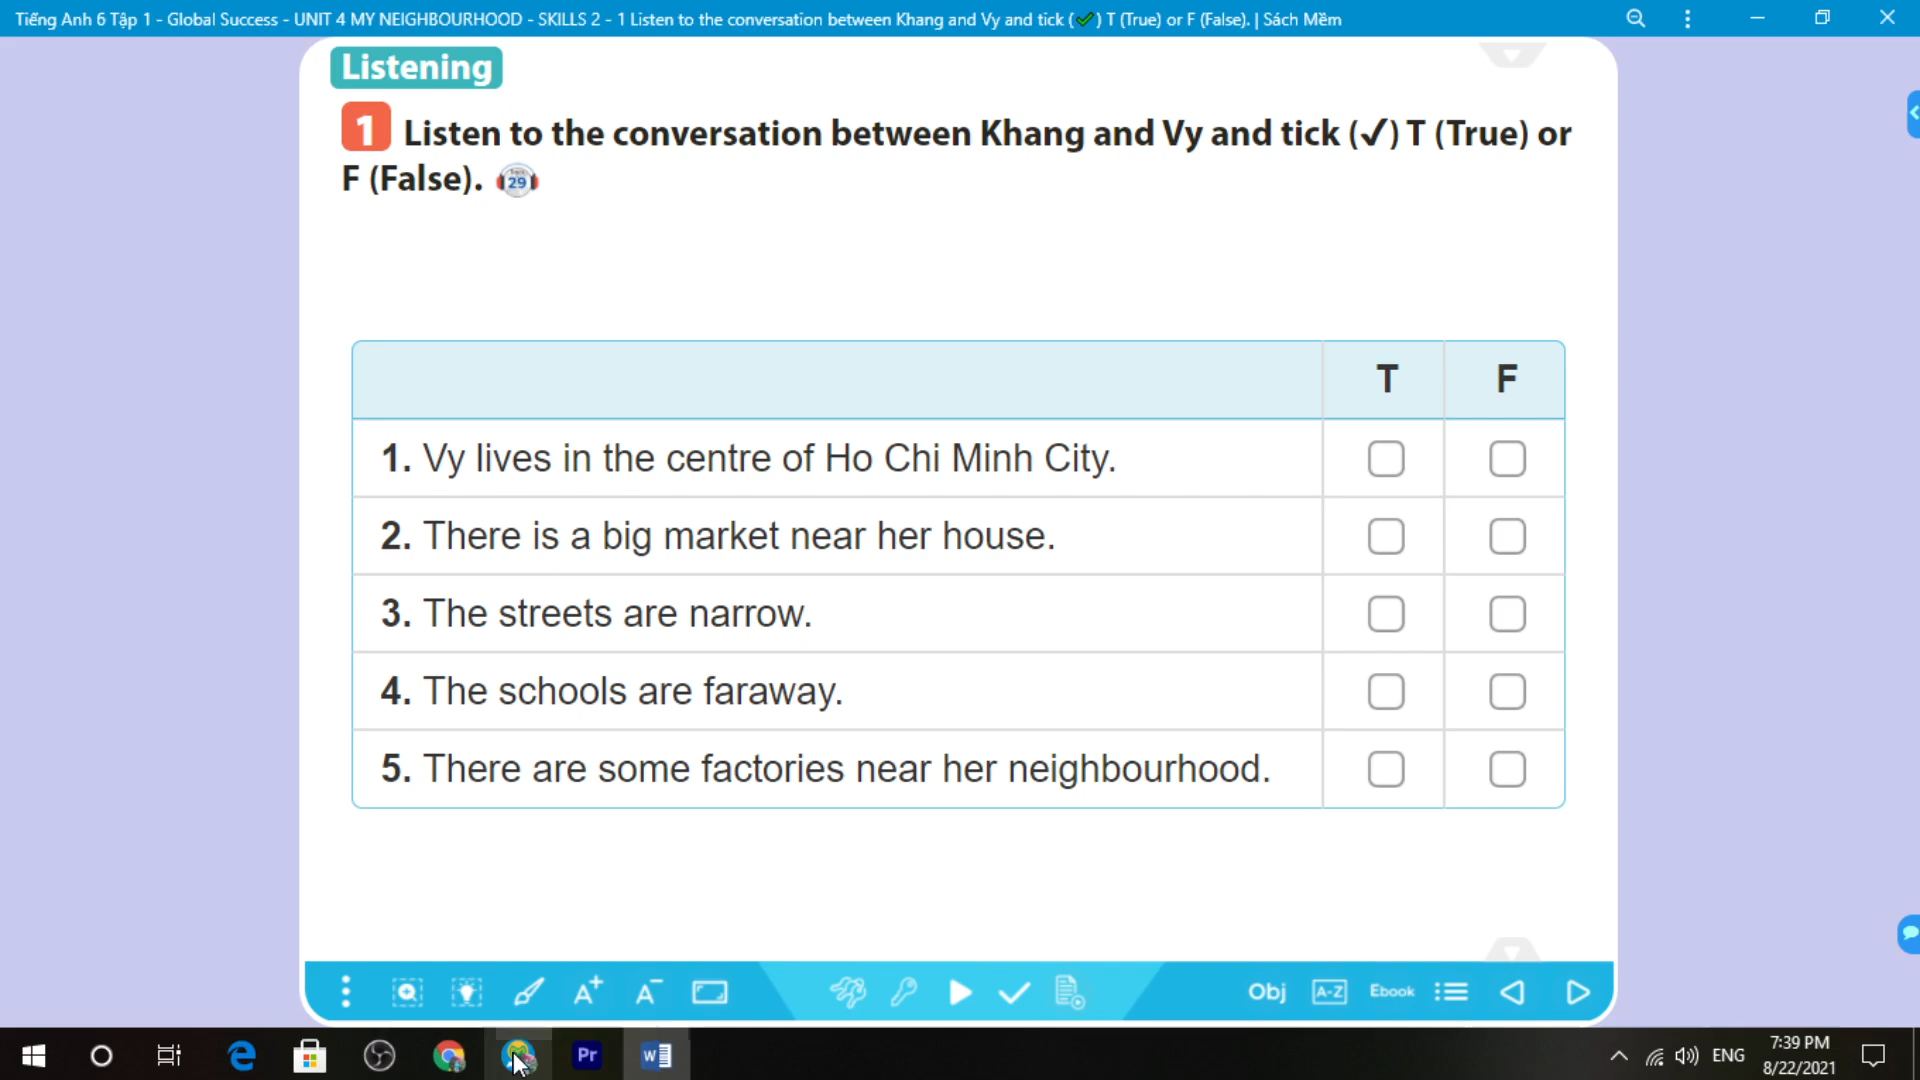 Tiếng Anh 6 Tập 1 - Global Success - UNIT 4 MY NEIGHBOURHOOD - SKILLS 2 - 1 Listen to the conversation between Khang and Vy and tick (✔) T (True) or F (False). | Sách Mềm
Listening
1 Listen to the conversation between Khang and Vy and tick (✓) T (True) or
F (False). 29
T F
1. Vy lives in the centre of Ho Chi Minh City.
2. There is a big market near her house.
3. The streets are narrow.
4. The schools are faraway.
5. There are some factories near her neighbourhood.
A+ A- Obj A-Z Ebook
Pr W ENG 7:39 PM
8/22/2021